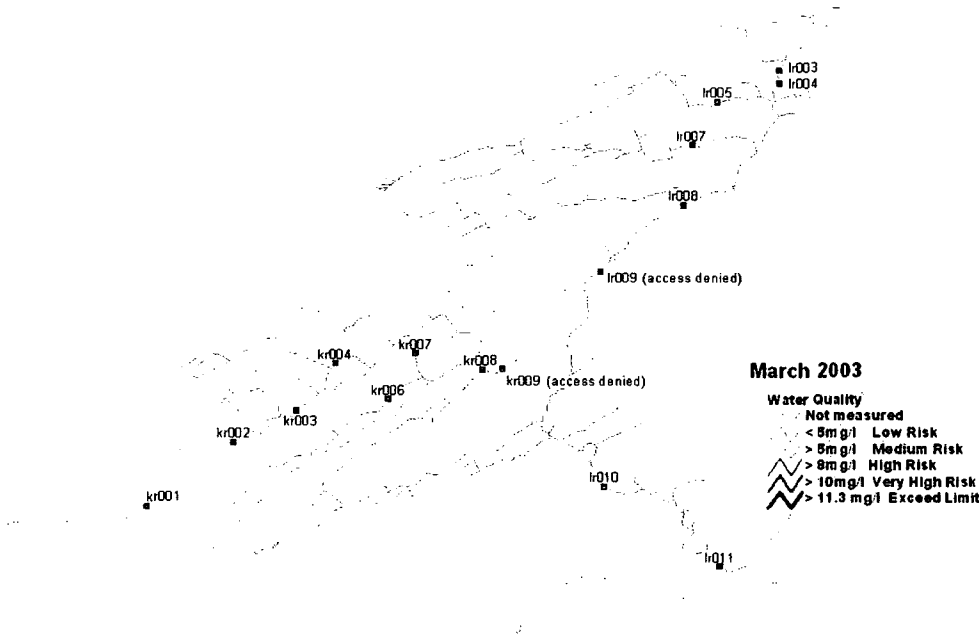 lr003
lr004
lr005
lr007
lr008
lr009 (access denied)
kr007
kr004
kr008
kr009 (access denied)
kr006
kr003
kr002
kr001
lr010
lr011
March 2003
Water Quality
Not measured
< 5mg/l Low Risk
> 5mg/l Medium Risk
> 8mg/l High Risk
> 10mg/l Very High Risk
> 11.3 mg/l Exceed Limit